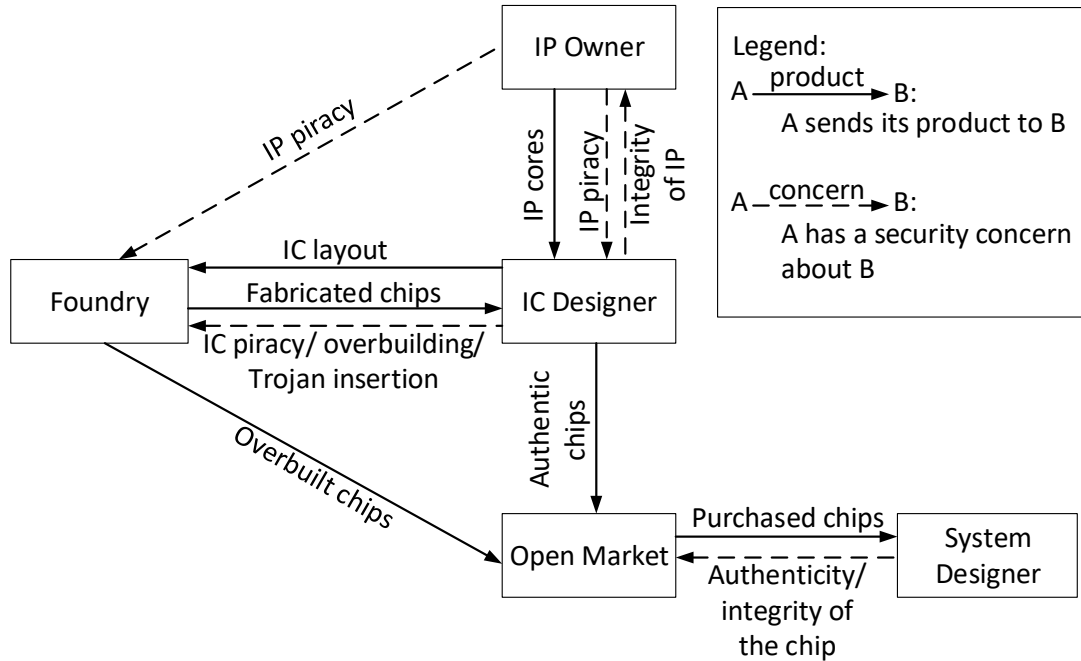 IP Owner
Legend:
product
A
B:
A sends its product to B
concern
A
B:
A has a security concern
about B
IP piracy
IP cores
IP piracy
Integrity
of IP
IC layout
Foundry
Fabricated chips
IC Designer
IC piracy/ overbuilding/
Trojan insertion
Authentic
chips
Overbuilt chips
Open Market
Purchased chips
System
Designer
Authenticity/
integrity of
the chip